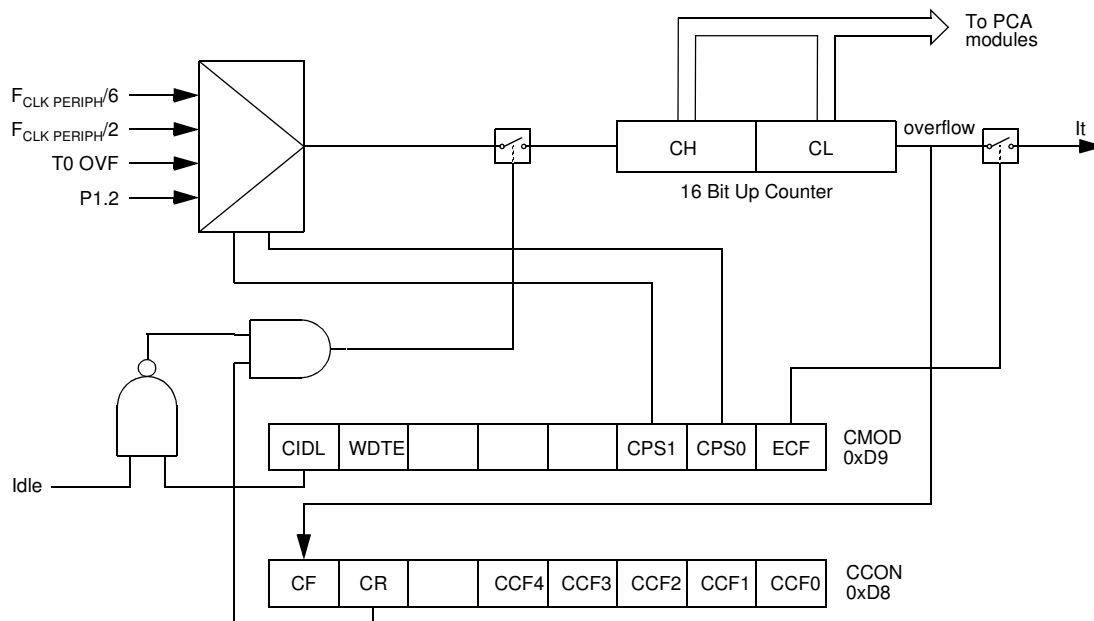 To PCA
modules
FCLK PERIPH/6
FCLK PERIPH/2
T0 OVF
P1.2
CH
CL
overflow
It
16 Bit Up Counter
CIDL
WDTE
CPS1
CPS0
ECF
CMOD
0xD9
Idle
CF
CR
CCF4
CCF3
CCF2
CCF1
CCF0
CCON
0xD8